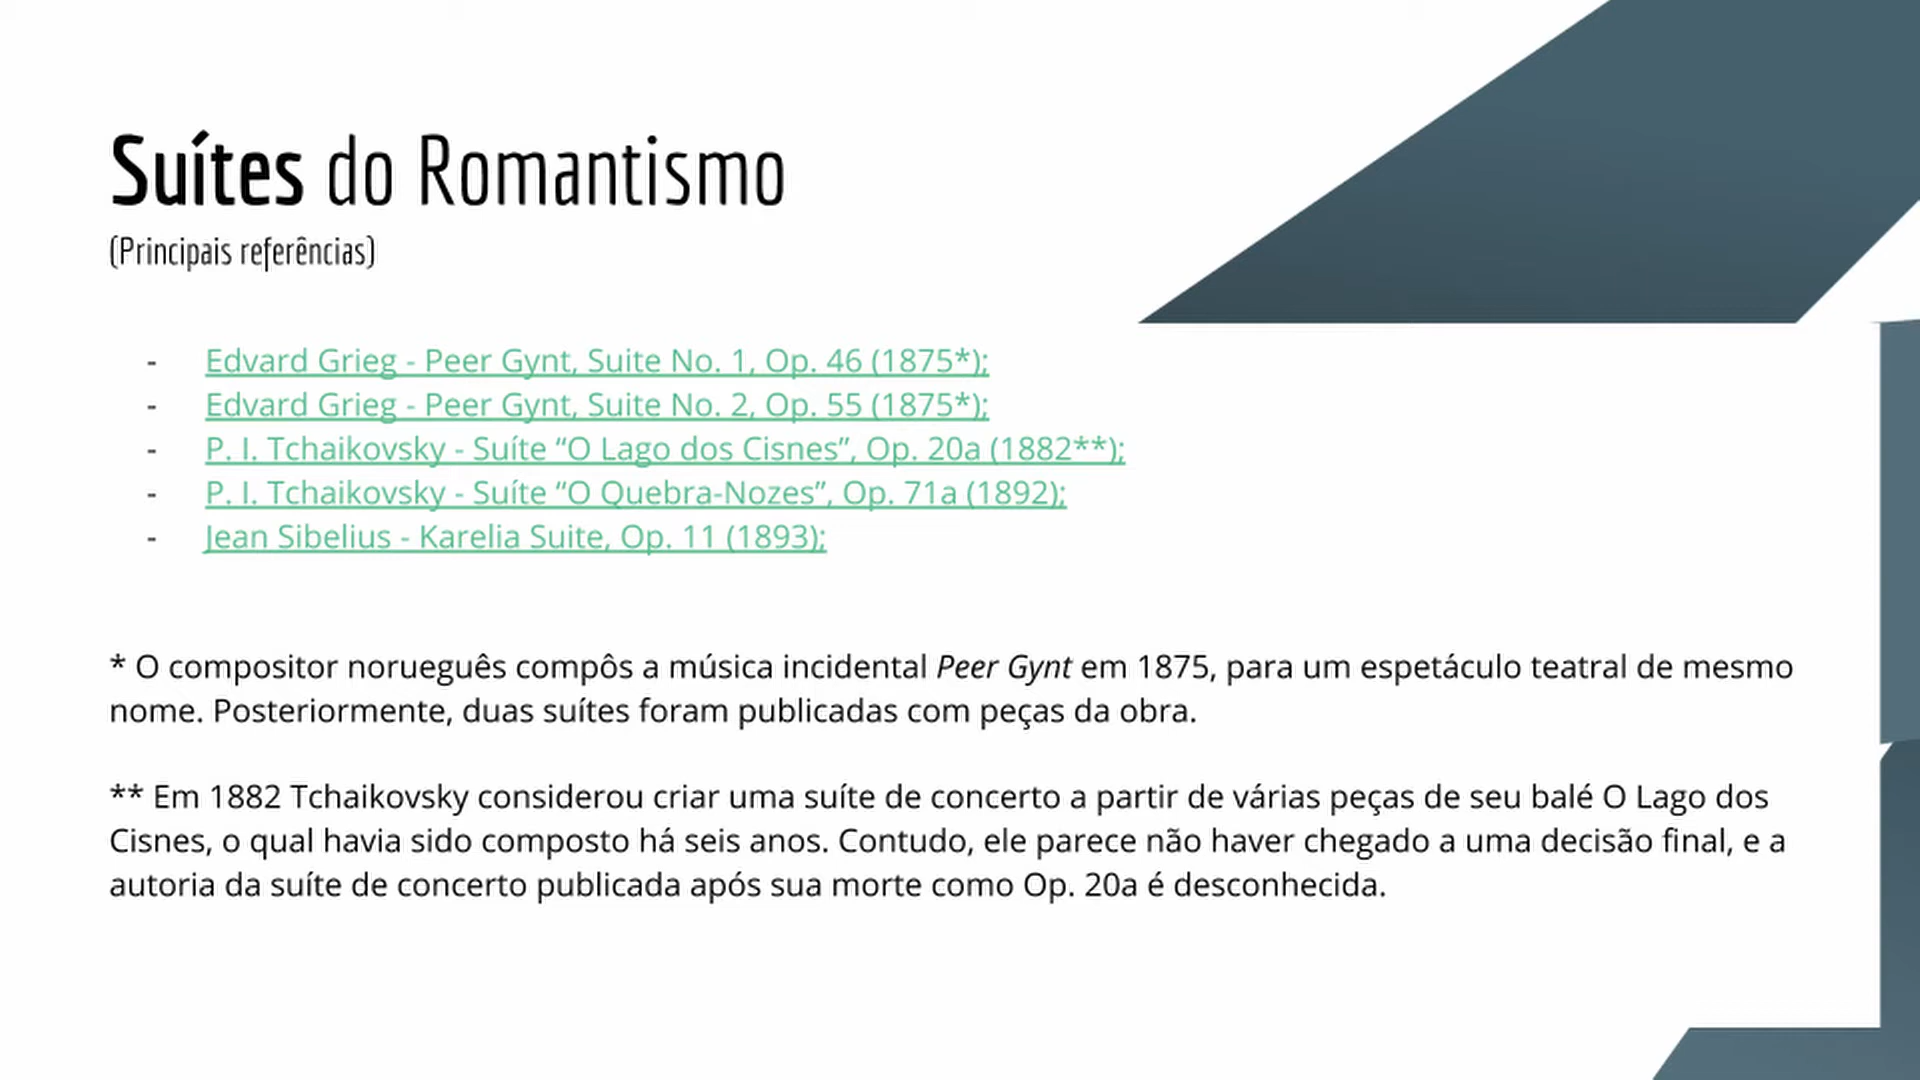 Suítes do Romantismo
(Principais referências)
- Edvard Grieg - Peer Gynt, Suite No. 1, Op. 46 (1875*);
- Edvard Grieg - Peer Gynt, Suite No. 2, Op. 55 (1875*);
- P. I. Tchaikovsky - Suíte “O Lago dos Cisnes”, Op. 20a (1882**);
- P. I. Tchaikovsky - Suíte “O Quebra-Nozes”, Op. 71a (1892);
- Jean Sibelius - Karelia Suite, Op. 11 (1893);
* O compositor norueguês compôs a música incidental Peer Gynt em 1875, para um espetáculo teatral de mesmo
nome. Posteriormente, duas suítes foram publicadas com peças da obra.
** Em 1882 Tchaikovsky considerou criar uma suíte de concerto a partir de várias peças de seu balé O Lago dos
Cisnes, o qual havia sido composto há seis anos. Contudo, ele parece não haver chegado a uma decisão final, e a
autoria da suíte de concerto publicada após sua morte como Op. 20a é desconhecida.